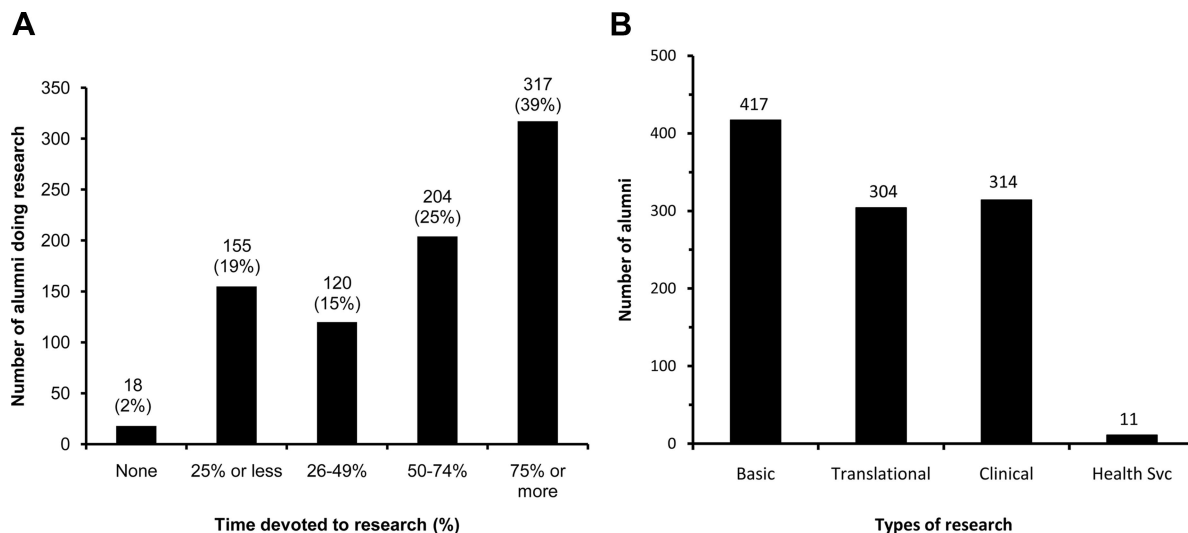 A
Number of alumni doing research
350
300
250
200
150
100
50
0
18
(2%)
155
(19%)
120
(15%)
204
(25%)
317
(39%)
None
25% or less
26-49%
50-74%
75% or
more
Time devoted to research (%)
B
Number of alumni
500
400
300
200
100
0
417
304
314
11
Basic
Translational
Clinical
Health Svc
Types of research